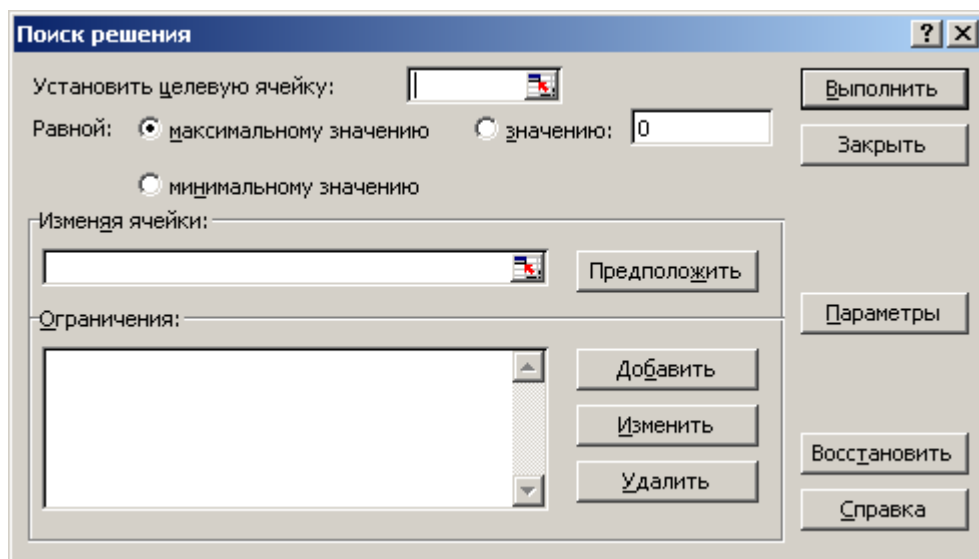 Поиск решения
Установить целевую ячейку:
Выполнить
Равной: максимальному значению значению: 0
Закрыть
минимальному значению
Изменяя ячейки:
Предположить
Параметры
Ограничения:
Добавить
Изменить
Удалить
Восстановить
Справка